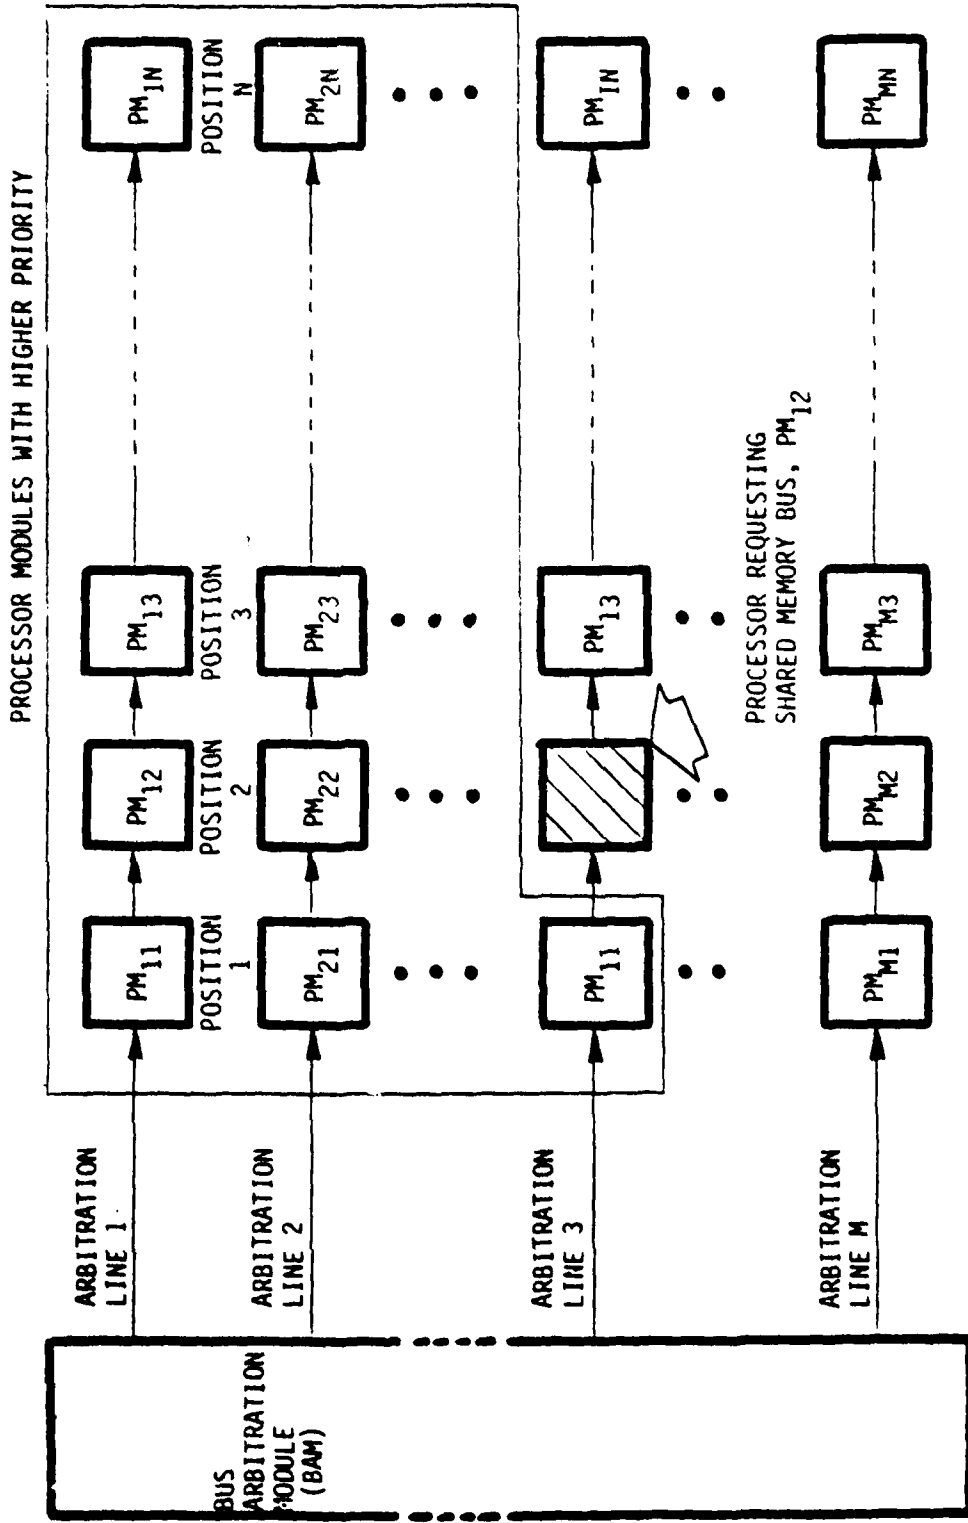 PROCESSOR MODULES WITH HIGHER PRIORITY
BUS
ARBITRATION
MODULE
(BAM)
ARBITRATION
LINE 1
PM11
PM12
PM13
PM1N
POSITION
1
POSITION
2
POSITION
3
POSITION
N
ARBITRATION
LINE 2
PM21
PM22
PM23
PM2N
ARBITRATION
LINE 3
PM11
PM13
PMIN
PROCESSOR REQUESTING
SHARED MEMORY BUS, PM12
ARBITRATION
LINE M
PMM1
PMM2
PMM3
PMMN